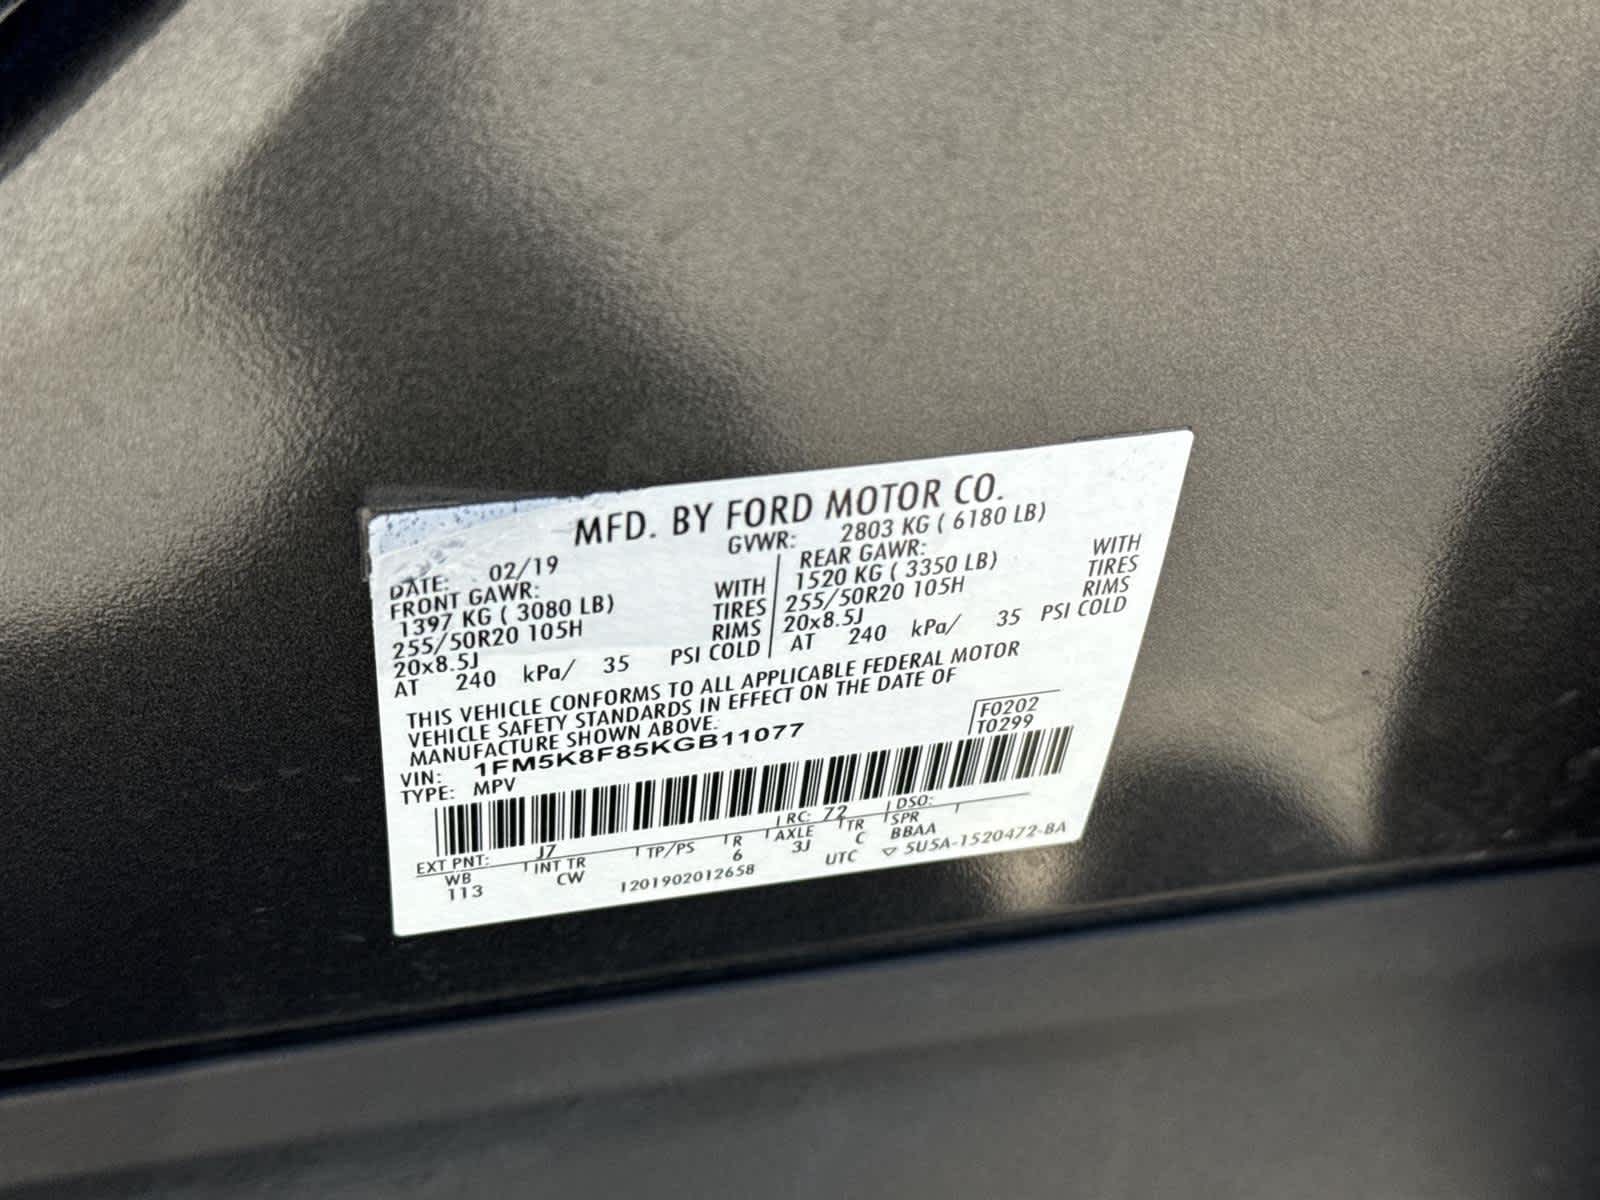 MFD. BY FORD MOTOR CO.
DATE: 02/19 GVWR: 2803 KG ( 6180 LB)
FRONT GAWR: REAR GAWR:
1397 KG ( 3080 LB) WITH 1520 KG ( 3350 LB) WITH
255/50R20 105H TIRES 255/50R20 105H TIRES
20x8.5J RIMS 20x8.5J RIMS
AT 240 kPa/ 35 PSI COLD AT 240 kPa/ 35 PSI COLD
THIS VEHICLE CONFORMS TO ALL APPLICABLE FEDERAL MOTOR
VEHICLE SAFETY STANDARDS IN EFFECT ON THE DATE OF
MANUFACTURE SHOWN ABOVE.
F0202
VIN: 1FM5K8F85KGB11077 T0299
TYPE: MPV
EXT PNT: J7 RC: 72 DSO:
WB INT TR TP/PS R AXLE TR SPR
113 CW 6 3J C BBAA
1201902012658 UTC ▽ 5U5A-1520472-BA